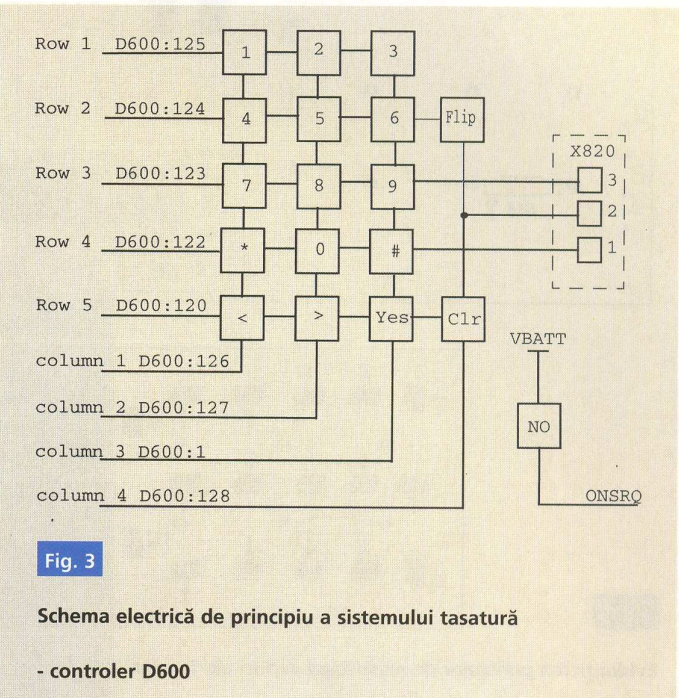 Row 1 D600:125 1 2 3
Row 2 D600:124 4 5 6 Flip
X820
Row 3 D600:123 7 8 9 3
2
Row 4 D600:122 * 0 # 1
Row 5 D600:120 < > Yes Clr
VBATT
column 1 D600:126
column 2 D600:127
NO
column 3 D600:1
column 4 D600:128 ONSRQ
Fig. 3
Schema electrică de principiu a sistemului tasatură
- controler D600